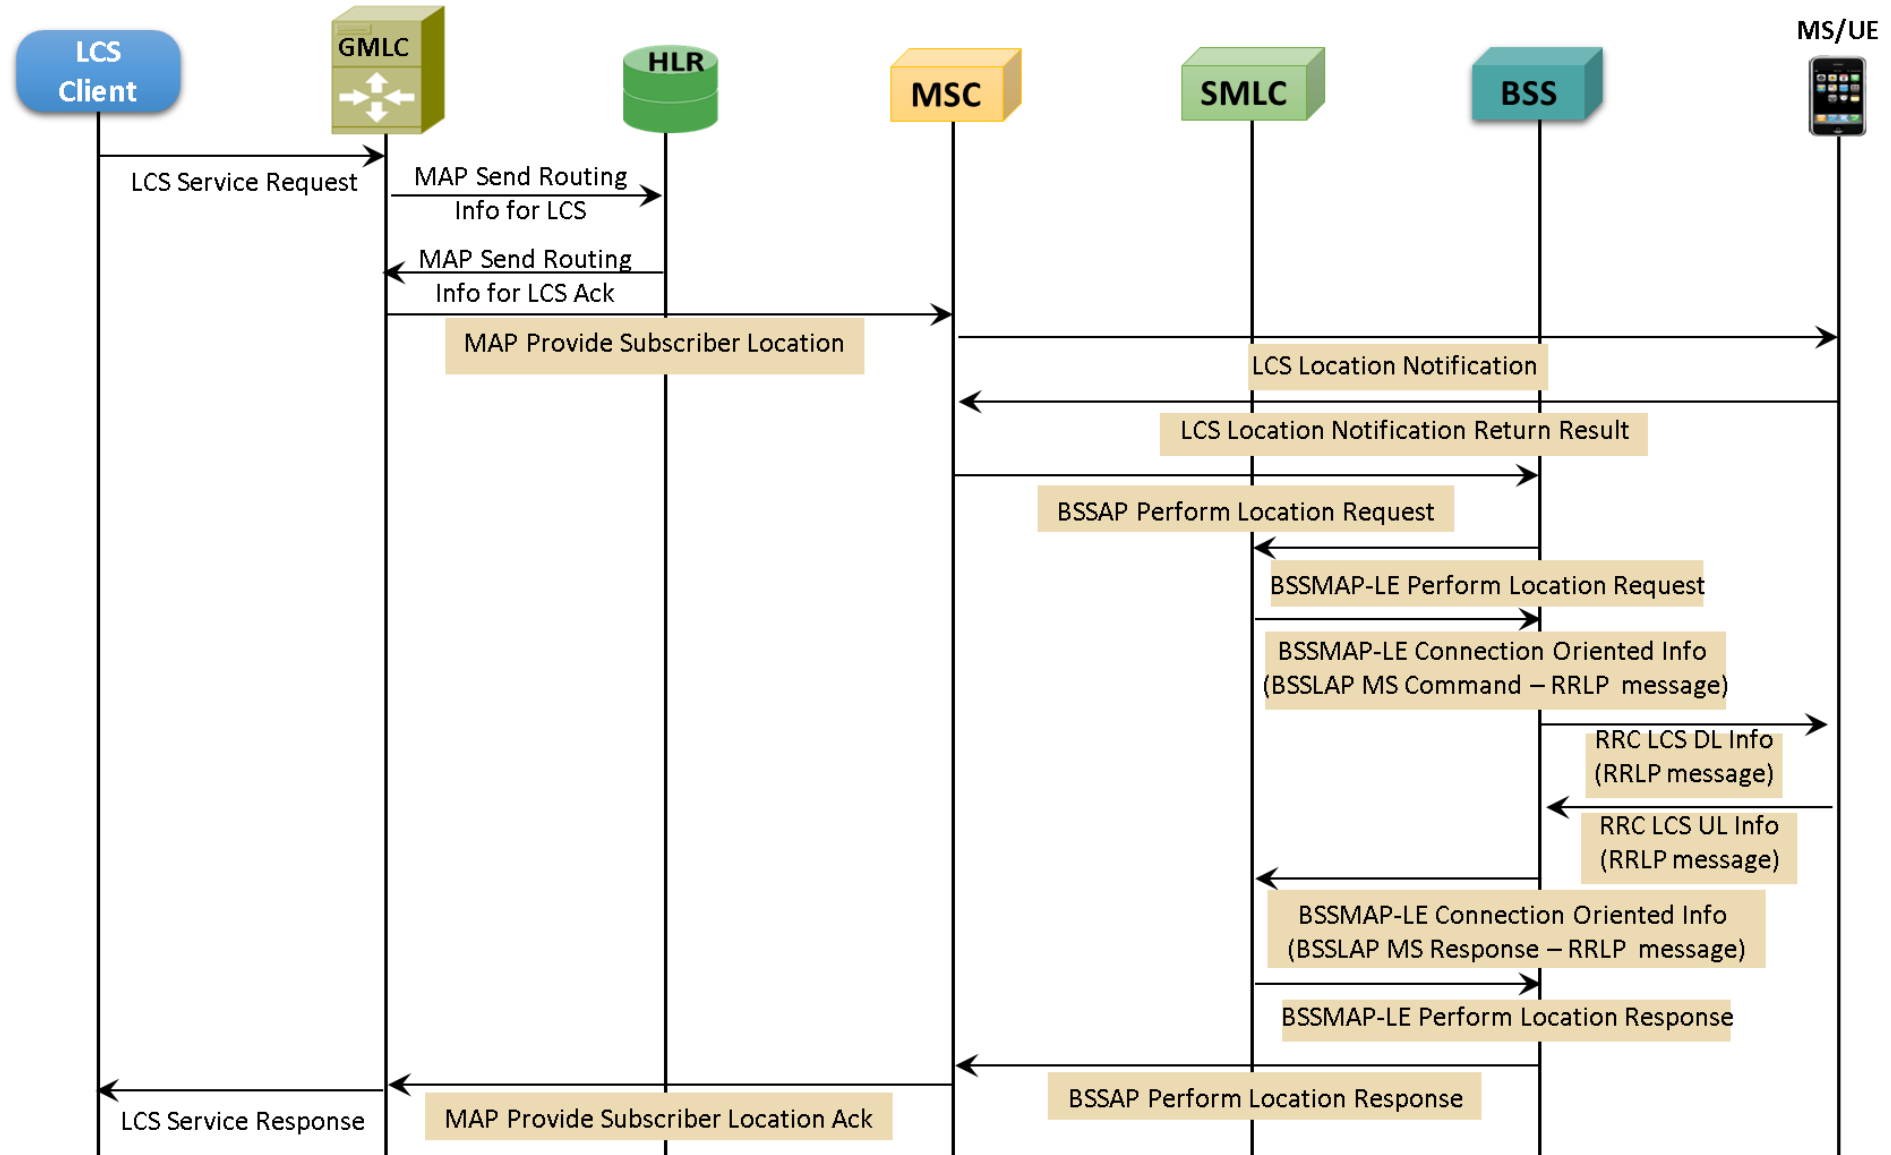 MS/UE
LCS
Client
GMLC
HLR
MSC
SMLC
BSS
LCS Service Request
MAP Send Routing
Info for LCS
MAP Send Routing
Info for LCS Ack
MAP Provide Subscriber Location
LCS Location Notification
LCS Location Notification Return Result
BSSAP Perform Location Request
BSSMAP-LE Perform Location Request
BSSMAP-LE Connection Oriented Info
(BSSLAP MS Command – RRLP message)
RRC LCS DL Info
(RRLP message)
RRC LCS UL Info
(RRLP message)
BSSMAP-LE Connection Oriented Info
(BSSLAP MS Response – RRLP message)
BSSMAP-LE Perform Location Response
BSSAP Perform Location Response
MAP Provide Subscriber Location Ack
LCS Service Response